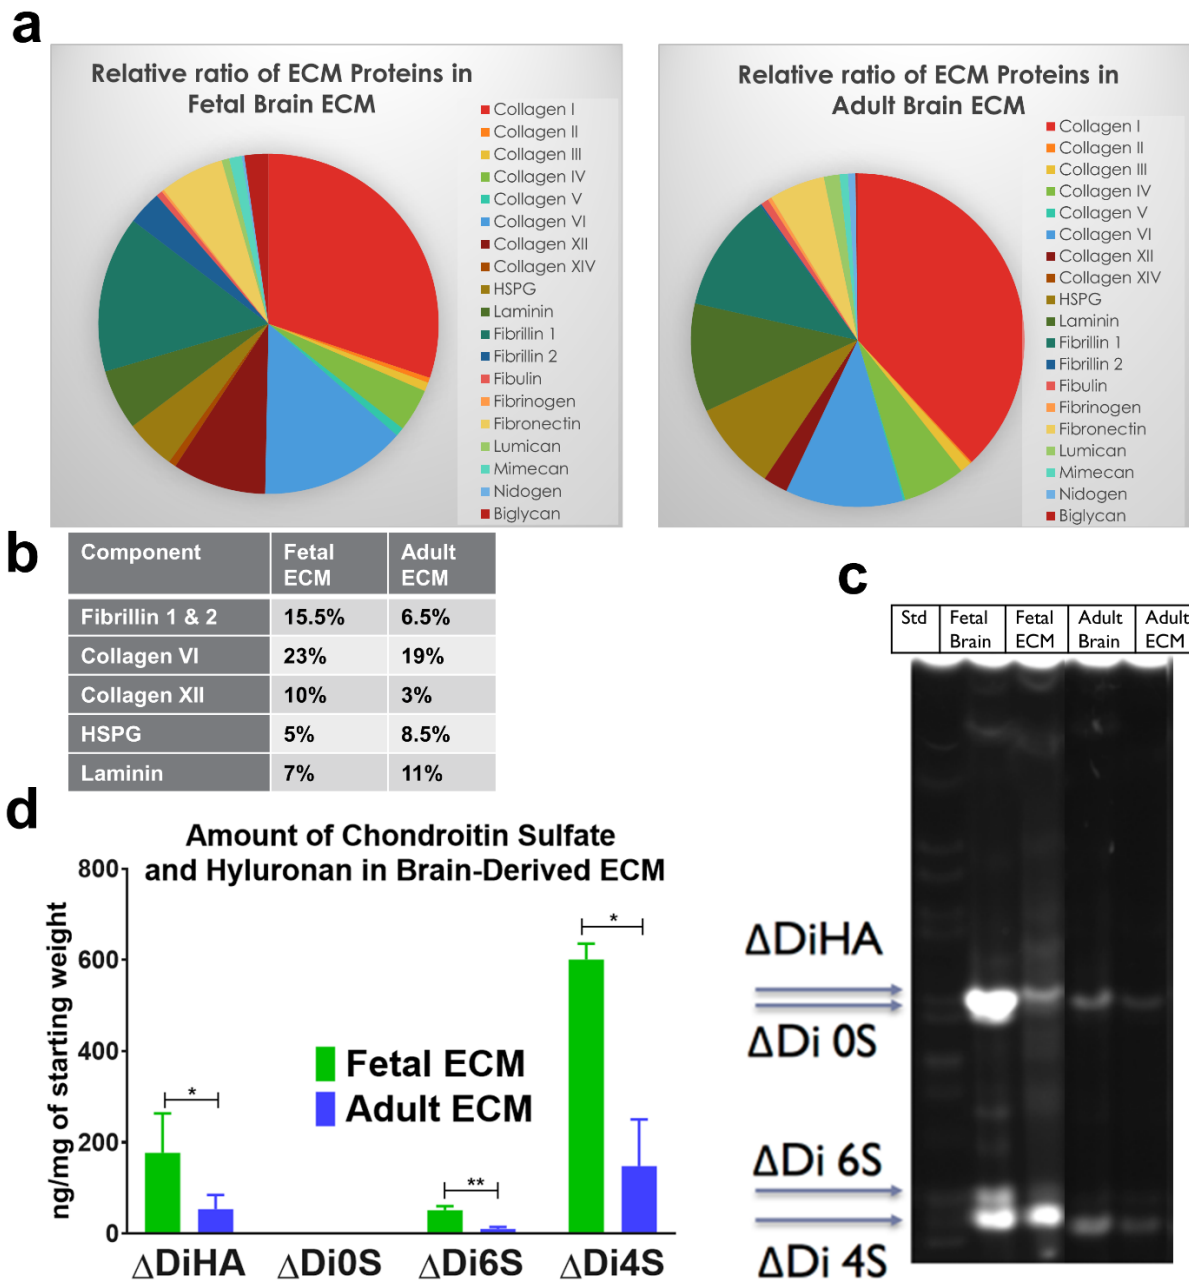 a
Relative ratio of ECM Proteins in
Fetal Brain ECM
Collagen I
Collagen II
Collagen III
Collagen IV
Collagen V
Collagen VI
Collagen XII
Collagen XIV
HSPG
Laminin
Fibrillin 1
Fibrillin 2
Fibulin
Fibrinogen
Fibronectin
Lumican
Mimecan
Nidogen
Biglycan
Relative ratio of ECM Proteins in
Adult Brain ECM
Collagen I
Collagen II
Collagen III
Collagen IV
Collagen V
Collagen VI
Collagen XII
Collagen XIV
HSPG
Laminin
Fibrillin 1
Fibrillin 2
Fibulin
Fibrinogen
Fibronectin
Lumican
Mimecan
Nidogen
Biglycan
b
Component Fetal ECM Adult ECM
Fibrillin 1 & 2 15.5% 6.5%
Collagen VI 23% 19%
Collagen XII 10% 3%
HSPG 5% 8.5%
Laminin 7% 11%
c
Std Fetal Brain Fetal ECM Adult Brain Adult ECM
ΔDiHA
ΔDi 0S
ΔDi 6S
ΔDi 4S
d
Amount of Chondroitin Sulfate
and Hyluronan in Brain-Derived ECM
ng/mg of starting weight
800
600
400
200
0
Fetal ECM
Adult ECM
*
**
*
ΔDiHA ΔDi0S ΔDi6S ΔDi4S